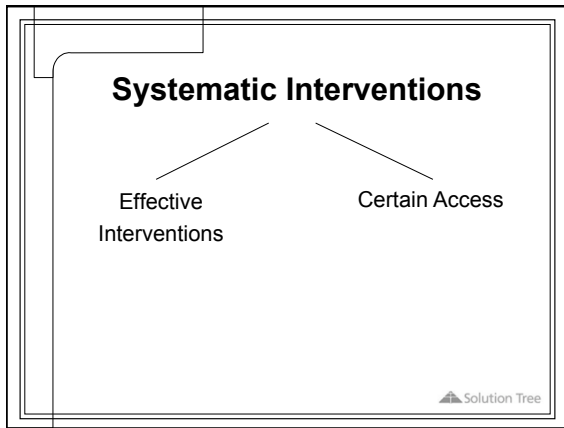 Systematic Interventions
Effective
Interventions
Certain Access
Solution Tree